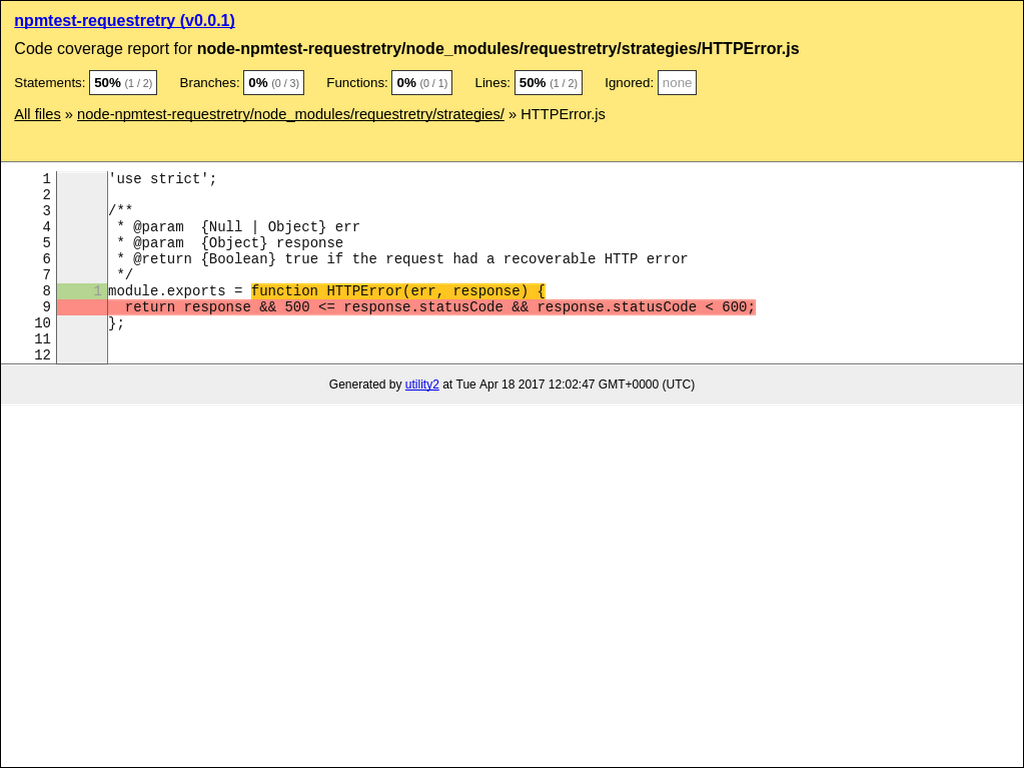 npmtest-requestretry (v0.0.1)
Code coverage report for node-npmtest-requestretry/node_modules/requestretry/strategies/HTTPError.js
Statements: 50% (1 / 2) Branches: 0% (0 / 3) Functions: 0% (0 / 1) Lines: 50% (1 / 2) Ignored: none
All files » node-npmtest-requestretry/node_modules/requestretry/strategies/ » HTTPError.js
1 'use strict';
2
3 /**
4  * @param  {Null | Object} err
5  * @param  {Object} response
6  * @return {Boolean} true if the request had a recoverable HTTP error
7  */
8 1 module.exports = function HTTPError(err, response) {
9   return response && 500 <= response.statusCode && response.statusCode < 600;
10 };
11
12
Generated by utility2 at Tue Apr 18 2017 12:02:47 GMT+0000 (UTC)